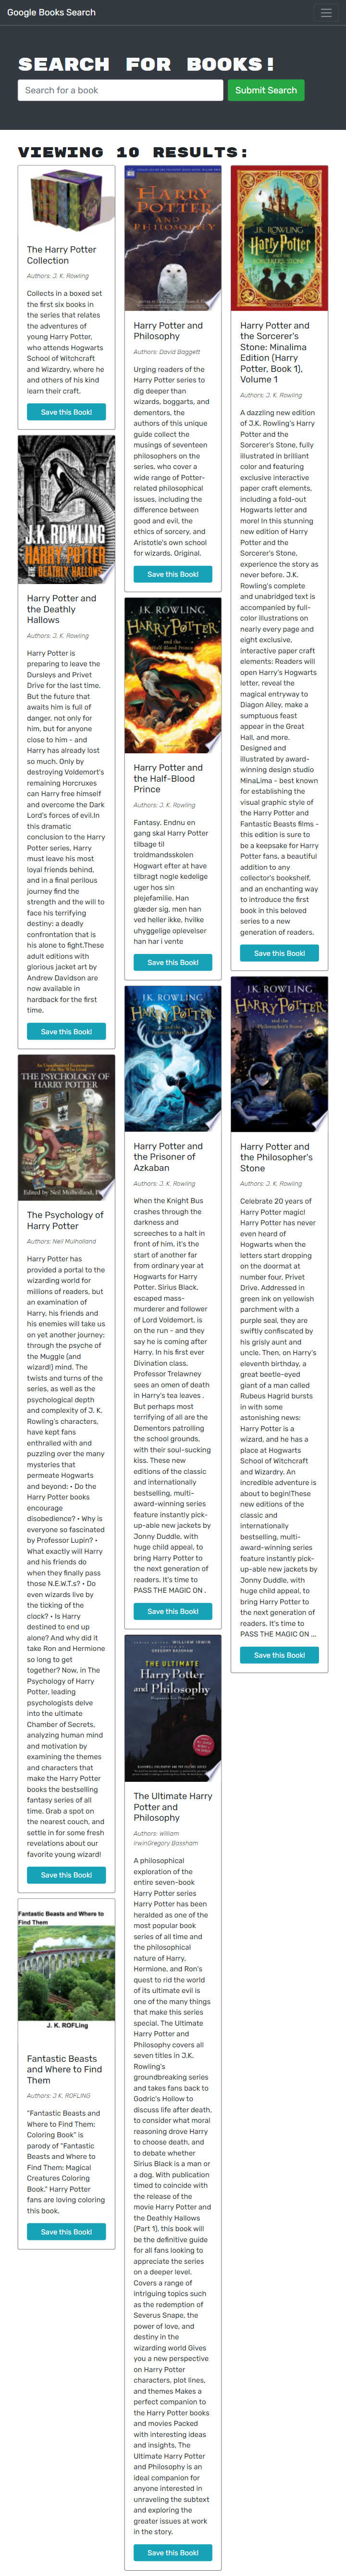 Google Books Search
SEARCH FOR BOOKS!
Search for a book
Submit Search
VIEWING 10 RESULTS:
The Harry Potter
Collection
Authors: J. K. Rowling
Collects in a boxed set
the first six books in
the series that relates
the adventures of
young Harry Potter,
who attends Hogwarts
School of Witchcraft
and Wizardry, where he
and others of his kind
learn their craft.
Save this Book!
J.K. ROWLING
HARRY POTTER
DEATHLY HALLOWS
Harry Potter and
the Deathly
Hallows
Authors: J. K. Rowling
Harry Potter is
preparing to leave the
Dursleys and Privet
Drive for the last time.
But the future that
awaits him is full of
danger, not only for
him, but for anyone
close to him - and
Harry has already lost
so much. Only by
destroying Voldemort's
remaining Horcruxes
can Harry free himself
and overcome the Dark
Lord's forces of evil.In
this dramatic
conclusion to the Harry
Potter series, Harry
must leave his most
loyal friends behind,
and in a final perilous
journey find the
strength and the will to
face his terrifying
destiny: a deadly
confrontation that is
his alone to fight.These
adult editions with
glorious jacket art by
Andrew Davidson are
now available in
hardback for the first
time.
Save this Book!
THE PSYCHOLOGY OF
HARRY POTTER
Edited by Neil Mulholland, P
The Psychology of
Harry Potter
Authors: Neil Mulholland
Harry Potter has
provided a portal to the
wizarding world for
millions of readers, but
an examination of
Harry, his friends and
his enemies will take us
on yet another journey:
through the psyche of
the Muggle (and
wizard!) mind. The
twists and turns of the
series, as well as the
psychological depth
and complexity of J. K.
Rowling's characters,
have kept fans
enthralled with and
puzzling over the many
mysteries that
permeate Hogwarts
and beyond: • Do the
Harry Potter books
encourage
disobedience? • Why is
everyone so fascinated
by Professor Lupin? •
What exactly will Harry
and his friends do
when they finally pass
those N.E.W.T.s? • Do
even wizards live by
the ticking of the
clock? • Is Harry
destined to end up
alone? And why did it
take Ron and Hermione
so long to get
together? Now, in The
Psychology of Harry
Potter, leading
psychologists delve
into the ultimate
Chamber of Secrets,
analyzing human mind
and motivation by
examining the themes
and characters that
make the Harry Potter
books the bestselling
fantasy series of all
time. Grab a spot on
the nearest couch, and
settle in for some fresh
revelations about our
favorite young wizard!
Save this Book!
Fantastic Beasts and Where to
Find Them
J. K. ROFLing
Fantastic Beasts
and Where to Find
Them
Authors: J K. ROFLING
"Fantastic Beasts and
Where to Find Them:
Coloring Book" is
parody of "Fantastic
Beasts and Where to
Find Them: Magical
Creatures Coloring
Book," Harry Potter
fans are loving coloring
this book.
Save this Book!
HARRY
POTTER
AND
PHILOSOPHY
Harry Potter and
Philosophy
Authors: David Baggett
Urging readers of the
Harry Potter series to
dig deeper than
wizards, boggarts, and
dementors, the
authors of this unique
guide collect the
musings of seventeen
philosophers on the
series, who cover a
wide range of Potter-
related philosophical
issues, including the
difference between
good and evil, the
ethics of sorcery, and
Aristotle's own school
for wizards. Original.
Save this Book!
J.K. ROWLING
HARRY POTTER
and the
Half-Blood
Prince
Harry Potter and
the Half-Blood
Prince
Authors: J. K. Rowling
Fantasy. Endnu en
gang skal Harry Potter
tilbage til
troldmandsskolen
Hogwart efter at have
tilbragt nogle kedelige
uger hos sin
plejefamilie. Han
glæder sig, men han
ved heller ikke, hvilke
uhyggelige oplevelser
han har i vente
Save this Book!
J.K. ROWLING
HARRY POTTER
and the
Prisoner of
Azkaban
Harry Potter and
the Prisoner of
Azkaban
Authors: J. K. Rowling
When the Knight Bus
crashes through the
darkness and
screeches to a halt in
front of him, it's the
start of another far
from ordinary year at
Hogwarts for Harry
Potter. Sirius Black,
escaped mass-
murderer and follower
of Lord Voldemort, is
on the run - and they
say he is coming after
Harry. In his first ever
Divination class,
Professor Trelawney
sees an omen of death
in Harry's tea leaves .
But perhaps most
terrifying of all are the
Dementors patrolling
the school grounds,
with their soul-sucking
kiss. These new
editions of the classic
and internationally
bestselling, multi-
award-winning series
feature instantly pick-
up-able new jackets by
Jonny Duddle, with
huge child appeal, to
bring Harry Potter to
the next generation of
readers. It's time to
PASS THE MAGIC ON .
Save this Book!
WILLIAM IRWIN
GREGORY BASSHAM
THE ULTIMATE
Harry Potter
and Philosophy
The Ultimate Harry
Potter and
Philosophy
Authors: William
IrwinGregory Bassham
A philosophical
exploration of the
entire seven-book
Harry Potter series
Harry Potter has been
heralded as one of the
most popular book
series of all time and
the philosophical
nature of Harry,
Hermione, and Ron's
quest to rid the world
of its ultimate evil is
one of the many things
that make this series
special. The Ultimate
Harry Potter and
Philosophy covers all
seven titles in J.K.
Rowling's
groundbreaking series
and takes fans back to
Godric's Hollow to
discuss life after death,
to consider what moral
reasoning drove Harry
to choose death, and
to debate whether
Sirius Black is a man or
a dog. With publication
timed to coincide with
the release of the
movie Harry Potter and
the Deathly Hallows
(Part 1), this book will
be the definitive guide
for all fans looking to
appreciate the series
on a deeper level.
Covers a range of
intriguing topics such
as the redemption of
Severus Snape, the
power of love, and
destiny in the
wizarding world Gives
you a new perspective
on Harry Potter
characters, plot lines,
and themes Makes a
perfect companion to
the Harry Potter books
and movies Packed
with interesting ideas
and insights, The
Ultimate Harry Potter
and Philosophy is an
ideal companion for
anyone interested in
unraveling the subtext
and exploring the
greater issues at work
in the story.
Save this Book!
J.K. ROWLING
Harry Potter
AND THE
SORCERER'S STONE
Harry Potter and
the Sorcerer's
Stone: Minalima
Edition (Harry
Potter, Book 1),
Volume 1
Authors: J. K. Rowling
A dazzling new edition
of J.K. Rowling's Harry
Potter and the
Sorcerer's Stone, fully
illustrated in brilliant
color and featuring
exclusive interactive
paper craft elements,
including a fold-out
Hogwarts letter and
more! In this stunning
new edition of Harry
Potter and the
Sorcerer's Stone,
experience the story as
never before. J.K.
Rowling's complete
and unabridged text is
accompanied by full-
color illustrations on
nearly every page and
eight exclusive,
interactive paper craft
elements: Readers will
open Harry's Hogwarts
letter, reveal the
magical entryway to
Diagon Alley, make a
sumptuous feast
appear in the Great
Hall, and more.
Designed and
illustrated by award-
winning design studio
MinaLima - best known
for establishing the
visual graphic style of
the Harry Potter and
Fantastic Beasts films -
this edition is sure to
be a keepsake for Harry
Potter fans, a beautiful
addition to any
collector's bookshelf,
and an enchanting way
to introduce the first
book in this beloved
series to a new
generation of readers.
Save this Book!
J.K. ROWLING
HARRY POTTER
and the
Philosopher's
Stone
Harry Potter and
the Philosopher's
Stone
Authors: J. K. Rowling
Celebrate 20 years of
Harry Potter magic!
Harry Potter has never
even heard of
Hogwarts when the
letters start dropping
on the doormat at
number four, Privet
Drive. Addressed in
green ink on yellowish
parchment with a
purple seal, they are
swiftly confiscated by
his grisly aunt and
uncle. Then, on Harry's
eleventh birthday, a
great beetle-eyed
giant of a man called
Rubeus Hagrid bursts
in with some
astonishing news:
Harry Potter is a
wizard, and he has a
place at Hogwarts
School of Witchcraft
and Wizardry. An
incredible adventure is
about to begin!These
new editions of the
classic and
internationally
bestselling, multi-
award-winning series
feature instantly pick-
up-able new jackets by
Jonny Duddle, with
huge child appeal, to
bring Harry Potter to
the next generation of
readers. It's time to
PASS THE MAGIC ON ...
Save this Book!